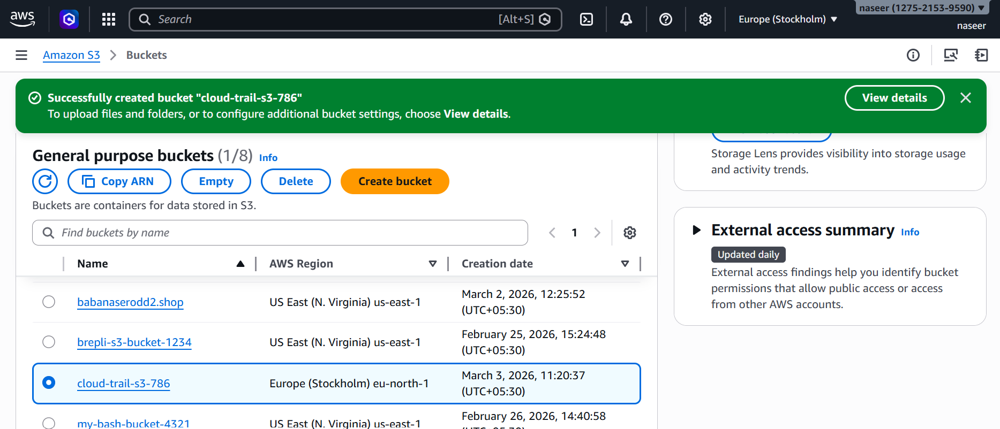 aws
Search
[Alt+S]
Europe (Stockholm)
naseer (1275-2153-9590)
naseer
Amazon S3
Buckets
Successfully created bucket "cloud-trail-s3-786"
To upload files and folders, or to configure additional bucket settings, choose View details.
View details
General purpose buckets (1/8) Info
Copy ARN
Empty
Delete
Create bucket
Buckets are containers for data stored in S3.
Find buckets by name
1
Name
AWS Region
Creation date
babanaserodd2.shop
US East (N. Virginia) us-east-1
March 2, 2026, 12:25:52
(UTC+05:30)
brepli-s3-bucket-1234
US East (N. Virginia) us-east-1
February 25, 2026, 15:24:48
(UTC+05:30)
cloud-trail-s3-786
Europe (Stockholm) eu-north-1
March 3, 2026, 11:20:37
(UTC+05:30)
my-bash-bucket-4321
US East (N. Virginia) us-east-1
February 26, 2026, 14:40:58
Storage Lens provides visibility into storage usage
and activity trends.
External access summary Info
Updated daily
External access findings help you identify bucket
permissions that allow public access or access
from other AWS accounts.